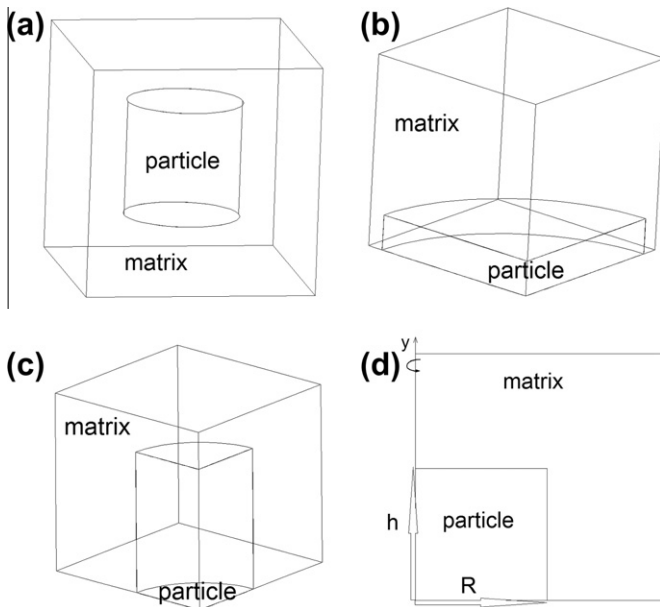 (a)
particle
matrix
(b)
matrix
particle
(c)
matrix
particle
(d)
y
matrix
h
particle
R